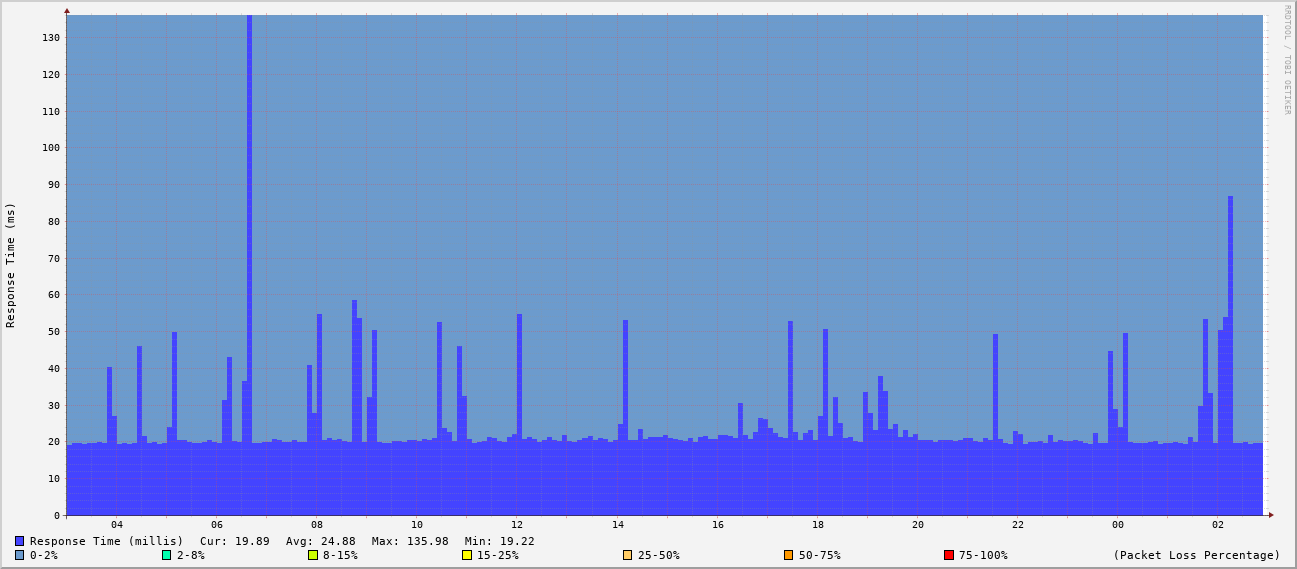 RRDTOOL / TOBI OETIKER
Response Time (ms)
130
120
110
100
90
80
70
60
50
40
30
20
10
0
04 06 08 10 12 14 16 18 20 22 00 02
Response Time (millis) Cur: 19.89 Avg: 24.88 Max: 135.98 Min: 19.22
0-2% 2-8% 8-15% 15-25% 25-50% 50-75% 75-100% (Packet Loss Percentage)